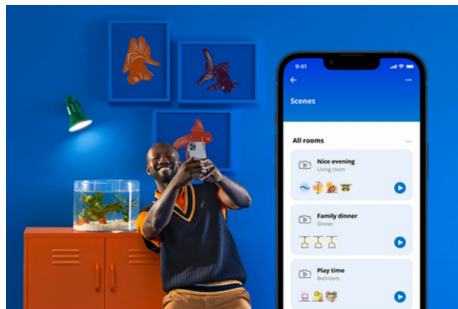 9:41
Scenes
All rooms
Nice evening
Living room
Family dinner
Dinner
Play time
Bedroom